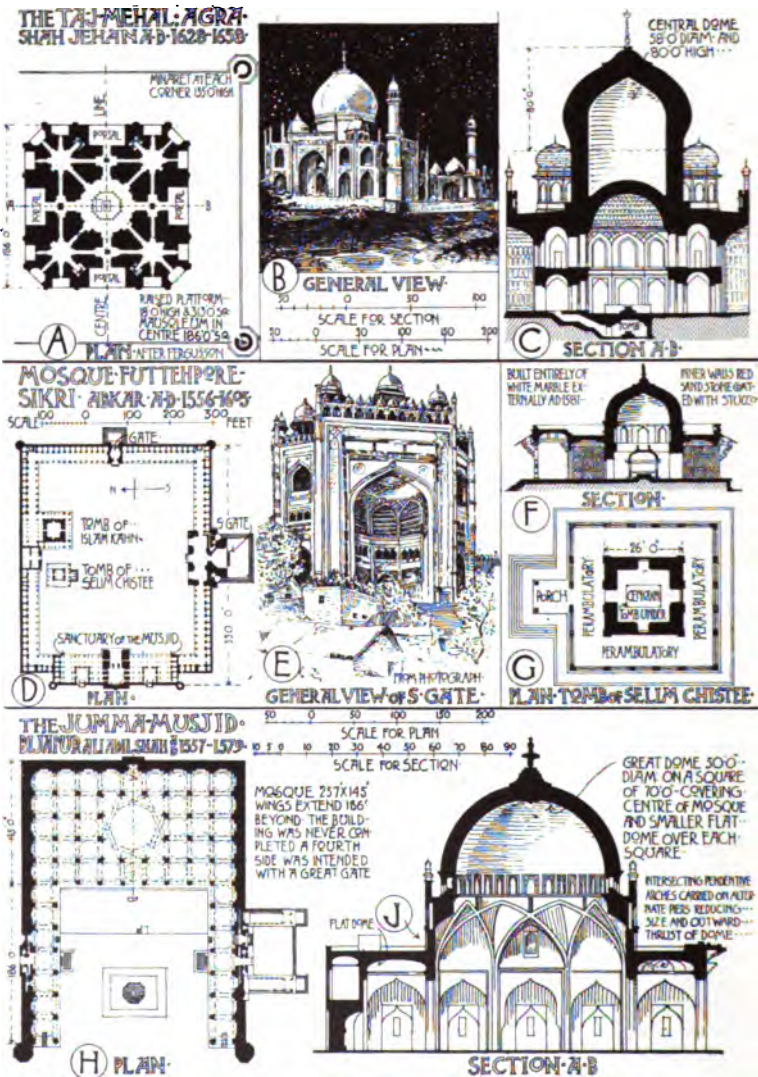 THE TAJ-MEHAL: AGRA·
SHAH JEHAN A·D·1628-1658·
MINARET AT EACH
CORNER 133'0" HIGH
LINE
PORTAL
PORTAL
PORTAL
PORTAL
B
186'·0"
CENTRE
RAISED PLATFORM
18'0" HIGH & 313'0" SQ
MAUSOLEUM IN
CENTRE 186'0" SQ
A
PLAN·AFTER FERGUSSON
B
GENERAL VIEW·
50 0 50 100
SCALE FOR SECTION
50 0 50 100 150 200
SCALE FOR PLAN
CENTRAL DOME
58'·0" DIAM· AND
80'0" HIGH···
80'·0"
TOMB
C
SECTION A·B·
MOSQUE·FUTTEHPORE-
SIKRI· AKBAR·A·D·1556-1605·
SCALE 100 0 100 200 300 FEET
GATE
N S
TOMB OF
ISLAM KAHN
TOMB OF
SELIM CHISTEE
S GATE
SANCTUARY of the MUSJID
D
PLAN·
E
FROM PHOTOGRAPH·
GENERAL VIEW of S· GATE·
BUILT ENTIRELY OF
WHITE MARBLE EX-
TERNALLY AD 1581·
INNER WALLS RED
SAND STONE COAT-
ED WITH STUCCO
F
SECTION·
26'·0"
PORCH
PERAMBULATORY
CENOTAPH
TOMB UNDER
PERAMBULATORY
PERAMBULATORY
G
PLAN·TOMB of SELIM CHISTEE·
THE JUMMA·MUSJID·
BIJAPUR ALI ADIL SHAH AD 1557-1579·
50 0 50 100 150 200
SCALE FOR PLAN
10 5 0 10 20 30 40 50 60 70 80 90
SCALE FOR SECTION
MOSQUE 257X145'
WINGS EXTEND 186'
BEYOND· THE BUILD-
ING WAS NEVER COM-
PLETED A FOURTH
SIDE WAS INTENDED
WITH A GREAT GATE
186'·0"
H
PLAN·
GREAT DOME 50'0"
DIAM· ON A SQUARE
OF 70'0"·COVERING
CENTRE OF MOSQUE
AND SMALLER FLAT
DOME OVER EACH
SQUARE
INTERSECTING PENDENTIVE
ARCHES CARRIED ON ALTER-
NATE PIERS REDUCING
SIZE AND OUTWARD
THRUST OF DOME
FLAT DOME
J
SECTION·A·B